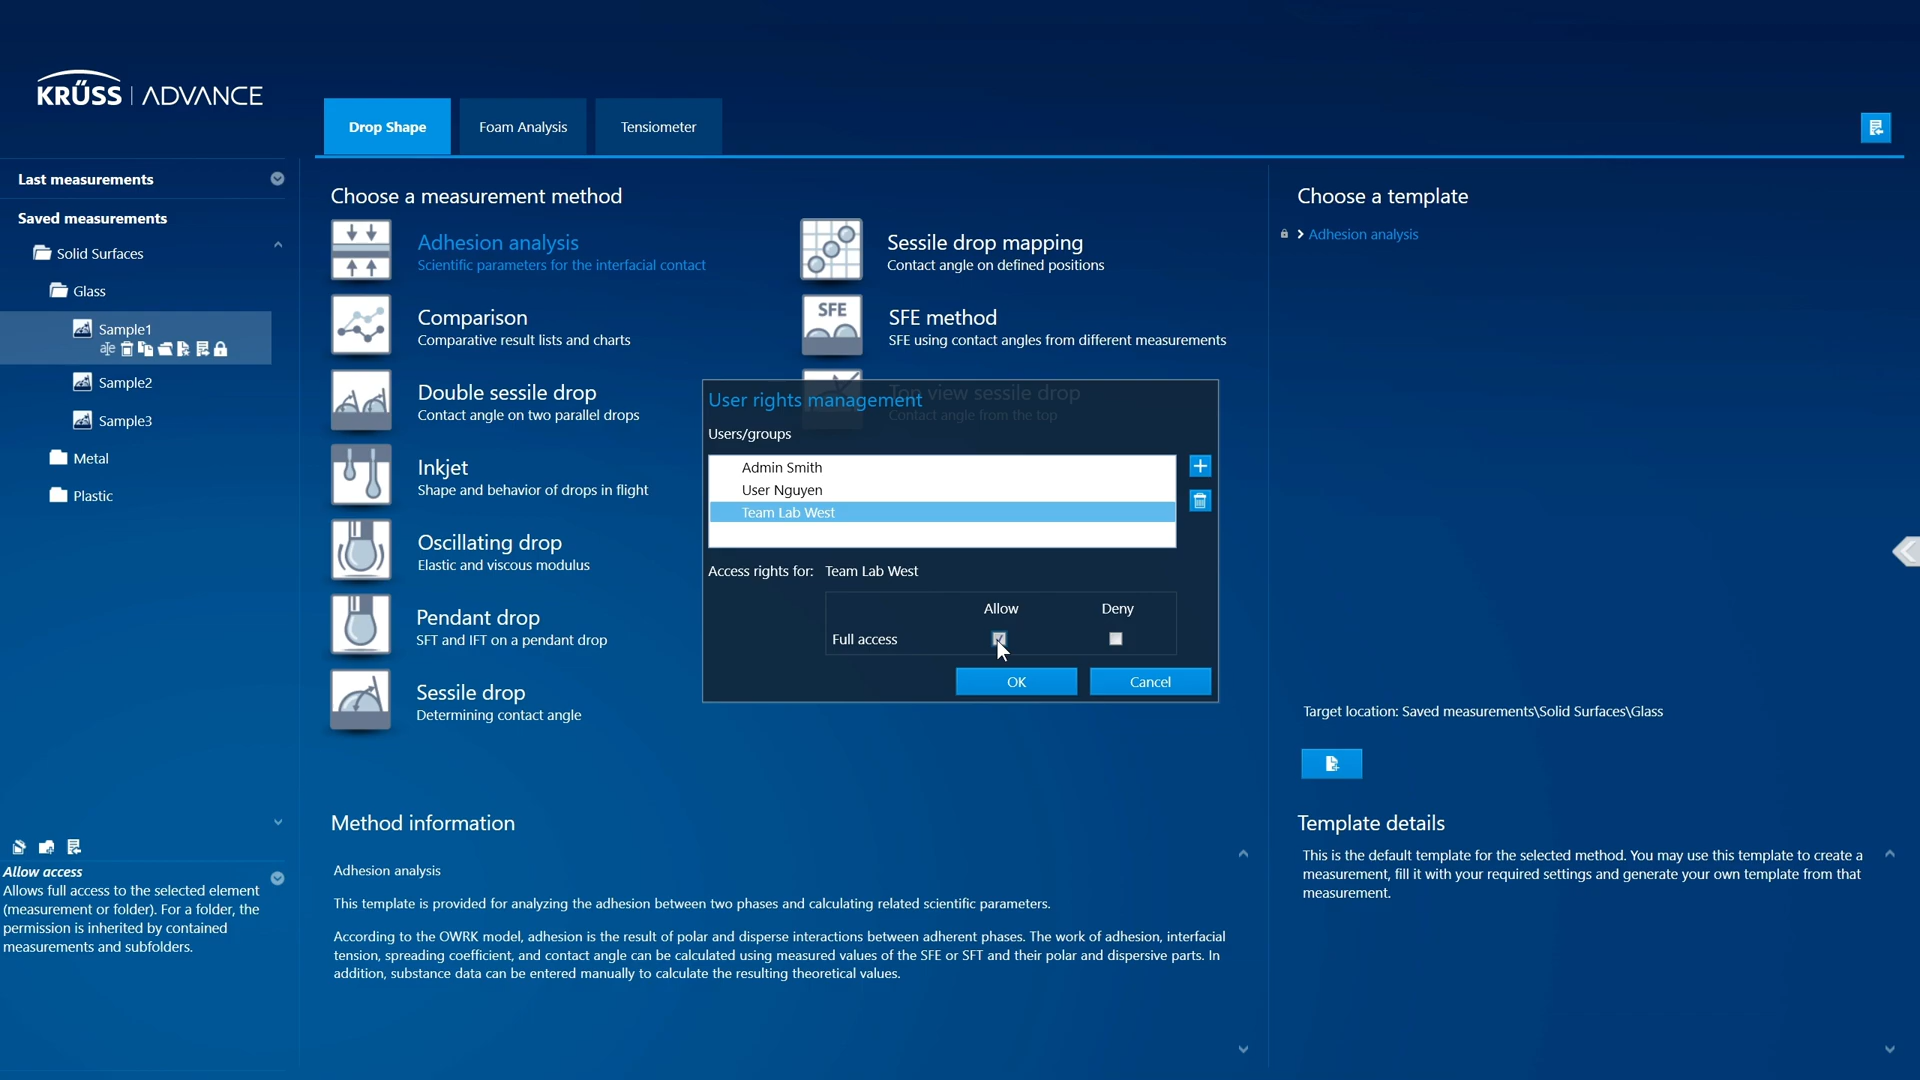 KRÜSS | ADVANCE
Drop Shape
Foam Analysis
Tensiometer
Last measurements
Saved measurements
Solid Surfaces
Glass
Sample1
Sample2
Sample3
Metal
Plastic
Allow access
Allows full access to the selected element
(measurement or folder). For a folder, the
permission is inherited by contained
measurements and subfolders.
Choose a measurement method
Adhesion analysis
Scientific parameters for the interfacial contact
Comparison
Comparative result lists and charts
Double sessile drop
Contact angle on two parallel drops
Inkjet
Shape and behavior of drops in flight
Oscillating drop
Elastic and viscous modulus
Pendant drop
SFT and IFT on a pendant drop
Sessile drop
Determining contact angle
Sessile drop mapping
Contact angle on defined positions
SFE
SFE method
SFE using contact angles from different measurements
Top view sessile drop
Contact angle from the top
User rights management
Users/groups
Admin Smith
User Nguyen
Team Lab West
Access rights for: Team Lab West
Allow Deny
Full access
OK Cancel
Method information
Adhesion analysis
This template is provided for analyzing the adhesion between two phases and calculating related scientific parameters.
According to the OWRK model, adhesion is the result of polar and disperse interactions between adherent phases. The work of adhesion, interfacial
tension, spreading coefficient, and contact angle can be calculated using measured values of the SFE or SFT and their polar and dispersive parts. In
addition, substance data can be entered manually to calculate the resulting theoretical values.
Choose a template
Adhesion analysis
Target location: Saved measurements\Solid Surfaces\Glass
Template details
This is the default template for the selected method. You may use this template to create a
measurement, fill it with your required settings and generate your own template from that
measurement.